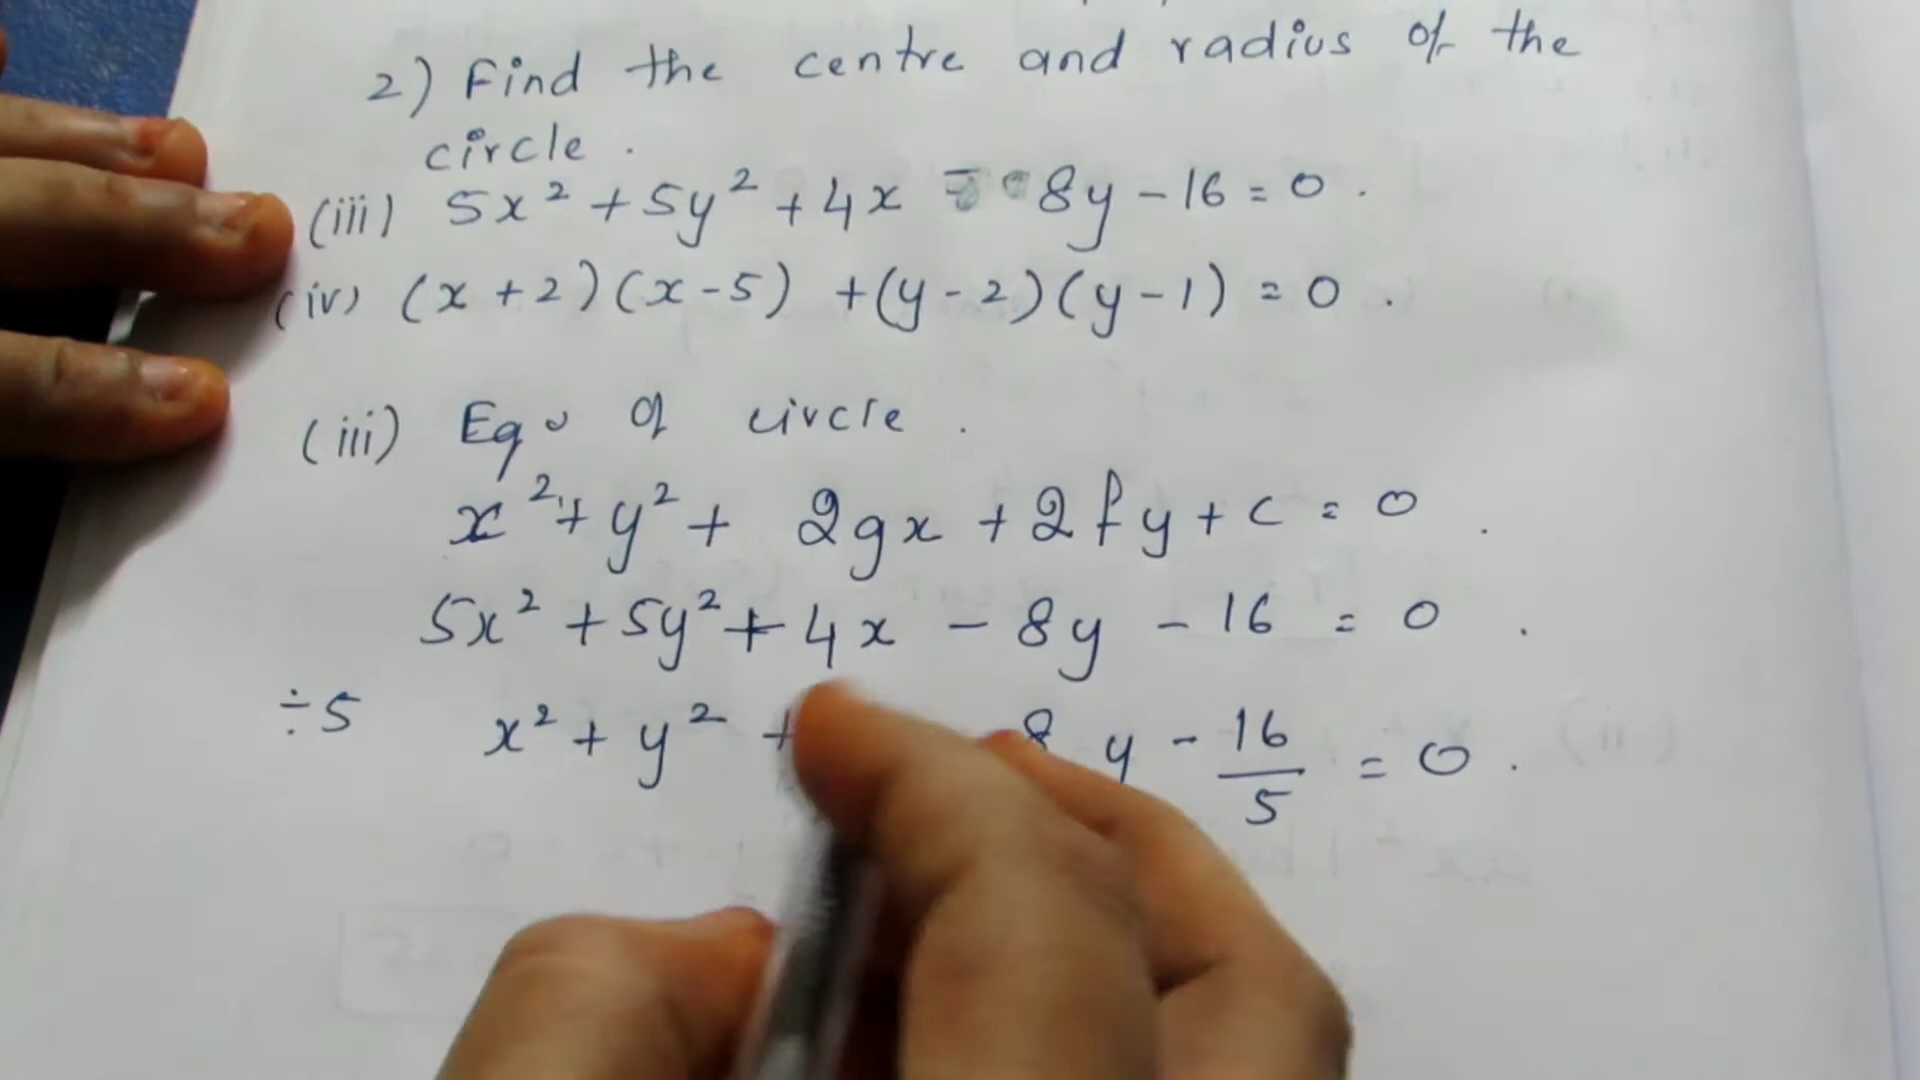 2) Find the centre and radius of the
circle.
(iii) 5x² + 5y² + 4x - 8y - 16 = 0.
(iv) (x + 2)(x - 5) + (y - 2)(y - 1) = 0.
(iii) Eqn of circle.
x² + y² + 2gx + 2fy + c = 0.
5x² + 5y² + 4x - 8y - 16 = 0.
÷5 x² + y² + 8 y - 16/5 = 0.